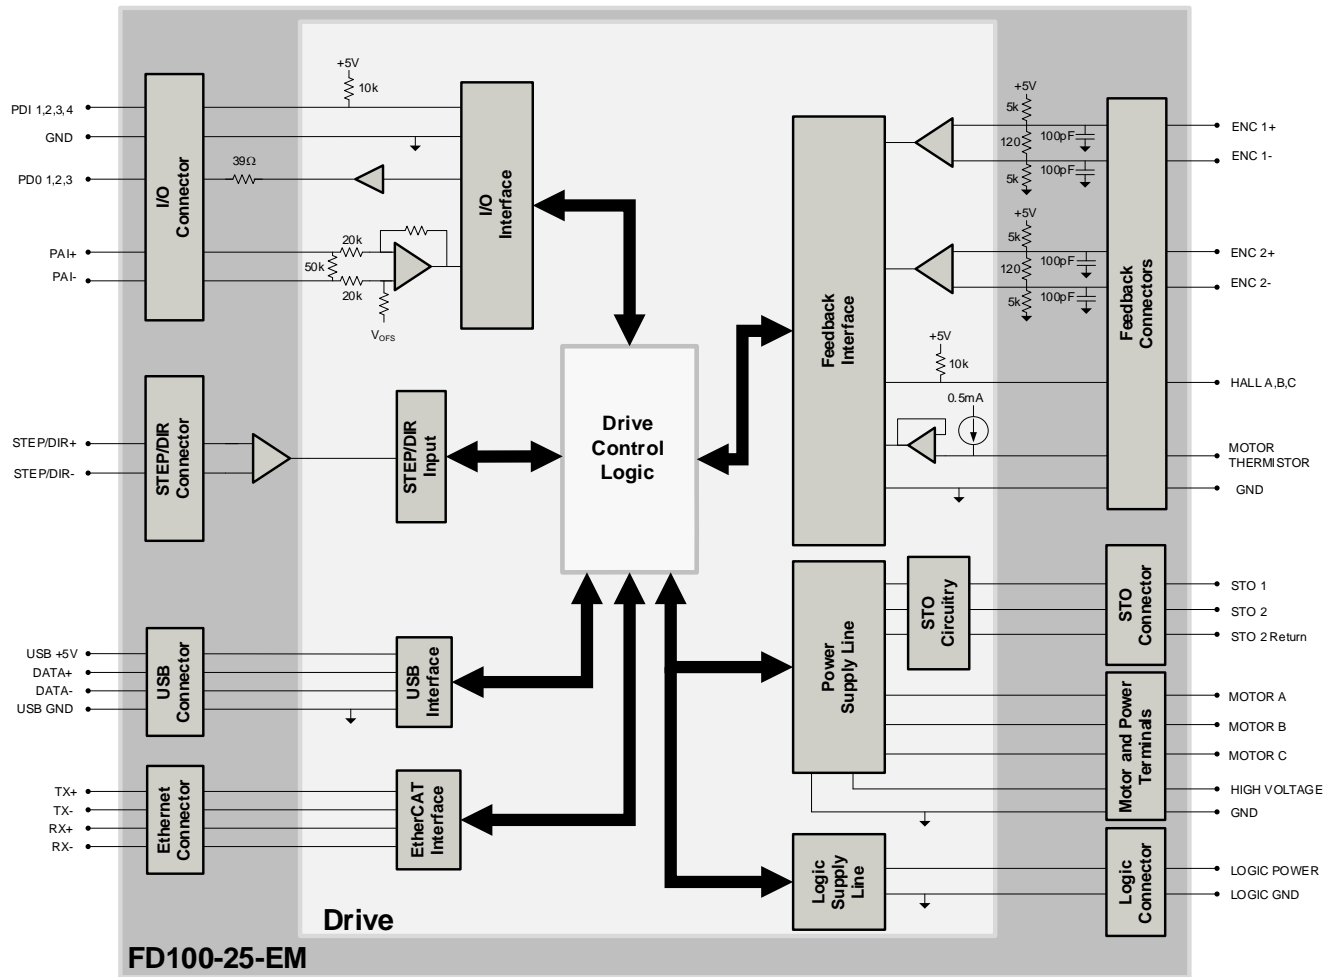 PDI 1,2,3,4
GND
PD0 1,2,3
PAI+
PAI-
I/O
Connector
+5V
10k
39Ω
20k
50k
20k
VOFS
I/O
Interface
STEP/DIR+
STEP/DIR-
STEP/DIR
Connector
STEP/DIR
Input
USB +5V
DATA+
DATA-
USB GND
USB
Connector
USB
Interface
TX+
TX-
RX+
RX-
Ethernet
Connector
EtherCAT
Interface
Drive
Control
Logic
Feedback
Interface
+5V
5k
120
5k
100pF
100pF
+5V
5k
120
5k
100pF
100pF
+5V
10k
0.5mA
Feedback
Connectors
ENC 1+
ENC 1-
ENC 2+
ENC 2-
HALL A,B,C
MOTOR
THERMISTOR
GND
Power
Supply Line
STO
Circuitry
STO
Connector
STO 1
STO 2
STO 2 Return
Motor and Power
Terminals
MOTOR A
MOTOR B
MOTOR C
HIGH VOLTAGE
GND
Logic
Supply
Line
Logic
Connector
LOGIC POWER
LOGIC GND
Drive
FD100-25-EM